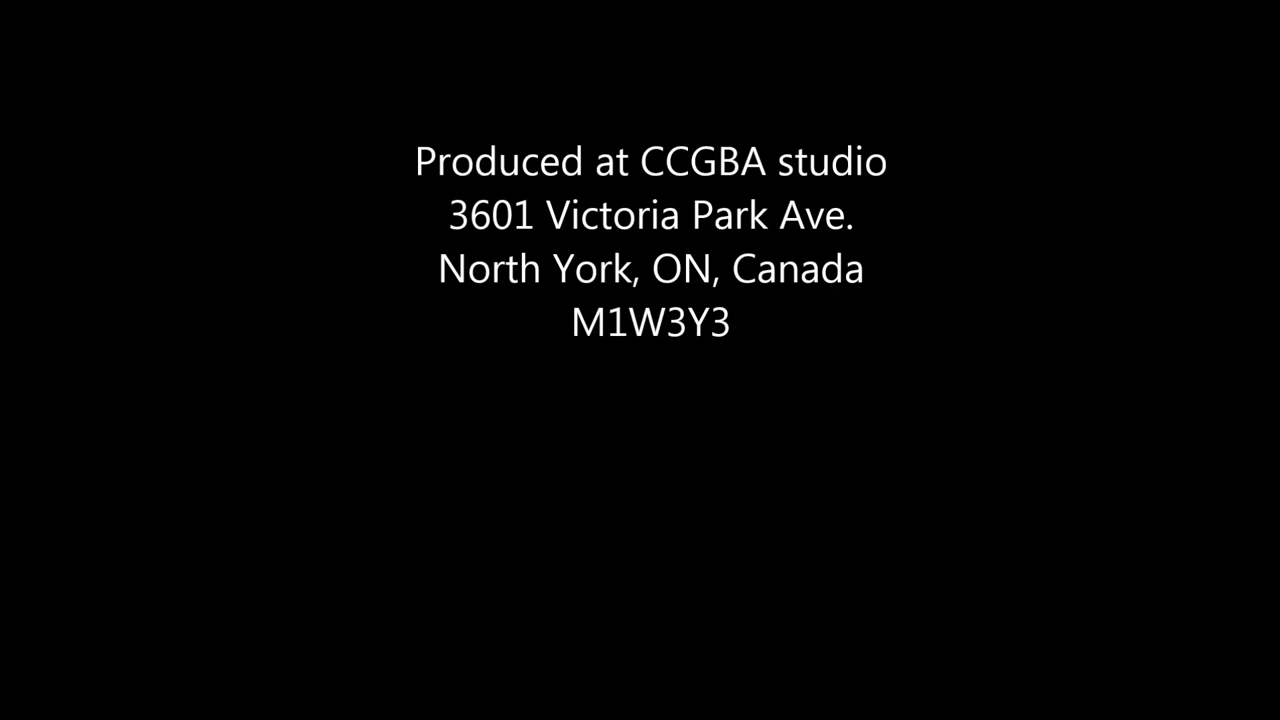 Produced at CCGBA studio
3601 Victoria Park Ave.
North York, ON, Canada
M1W3Y3